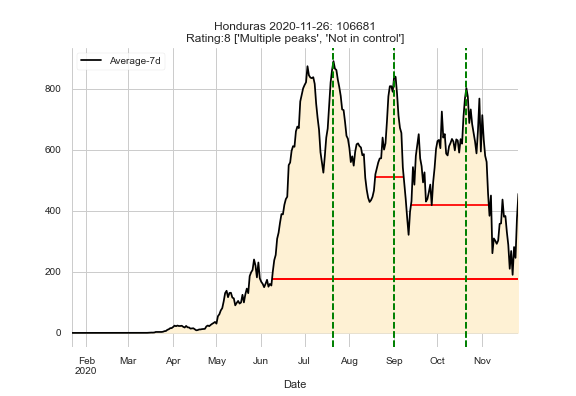 Honduras 2020-11-26: 106681
Rating:8 ['Multiple peaks', 'Not in control']
Average-7d
800
600
400
200
0
Feb Mar Apr May Jun Jul Aug Sep Oct Nov
2020
Date